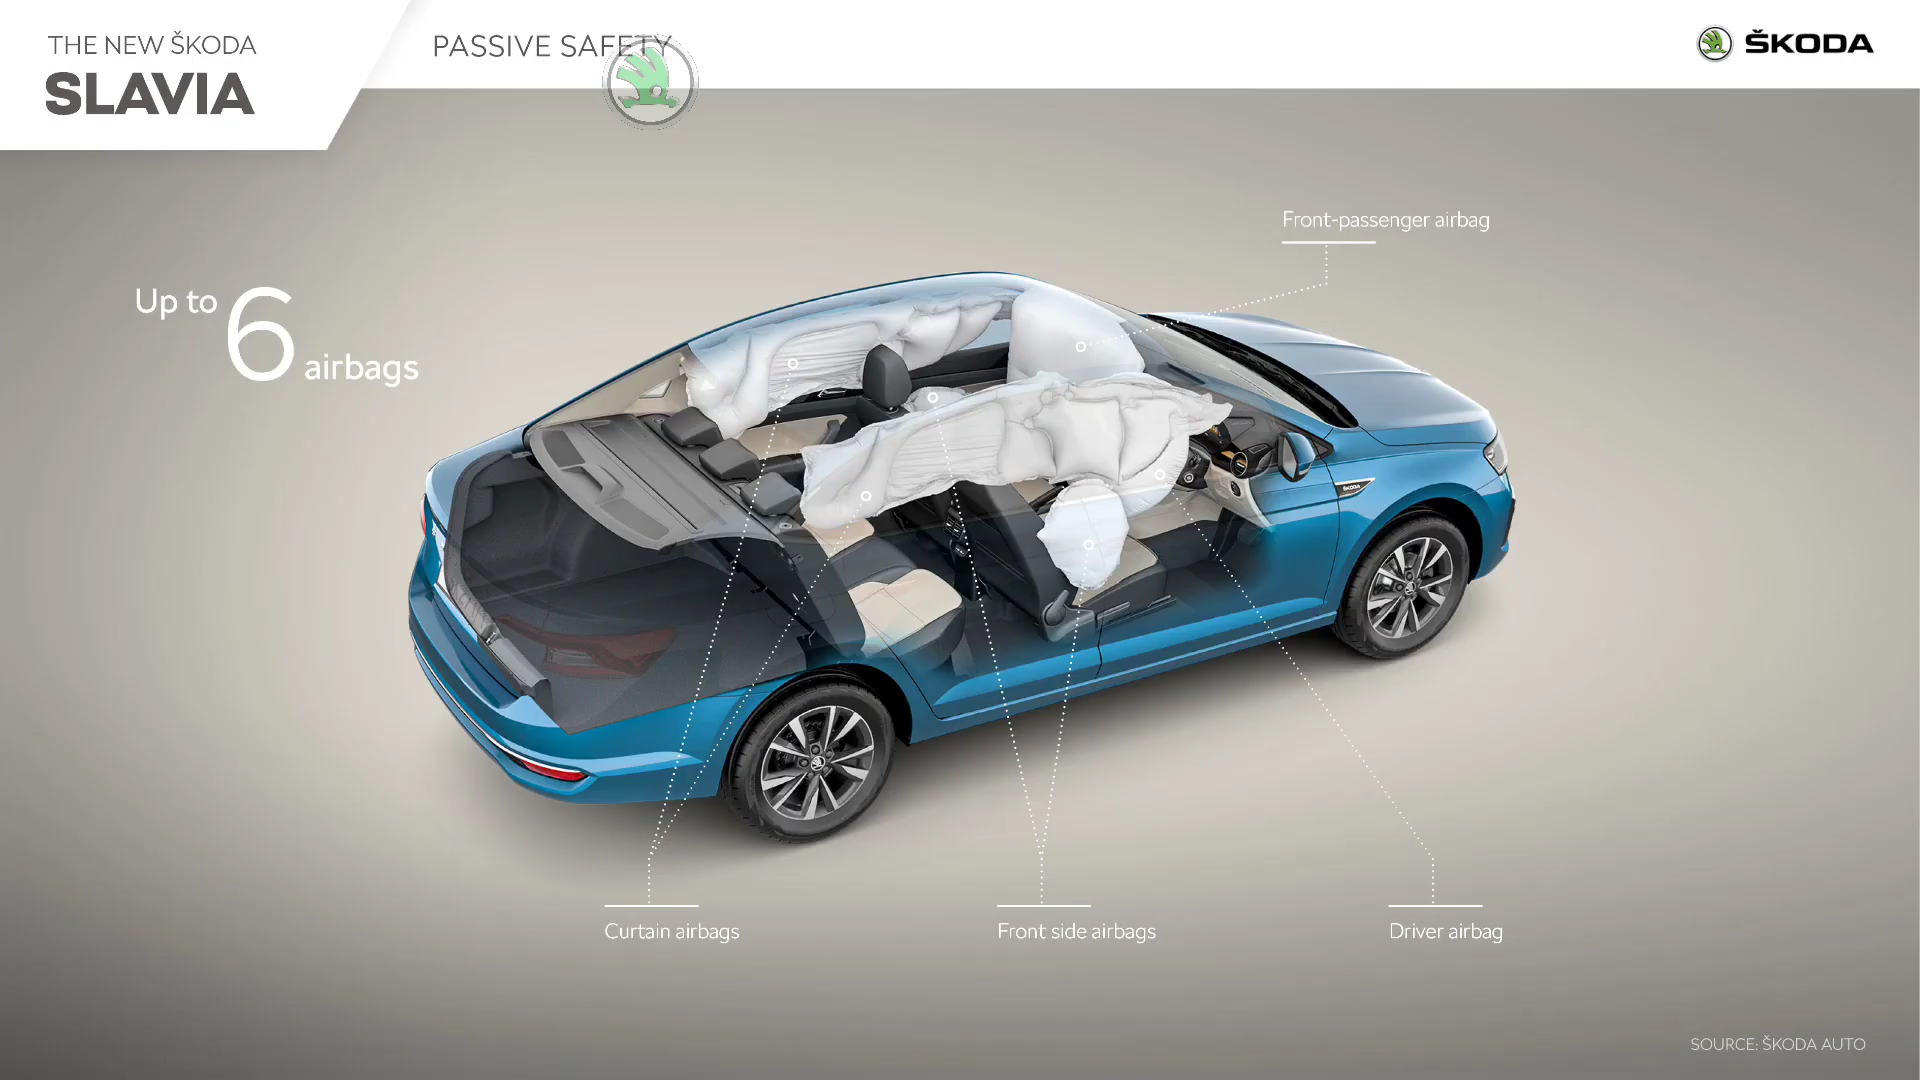 THE NEW ŠKODA
SLAVIA
PASSIVE SAFETY
ŠKODA
Front-passenger airbag
Up to 6 airbags
ŠKODA
Curtain airbags
Front side airbags
Driver airbag
SOURCE: ŠKODA AUTO